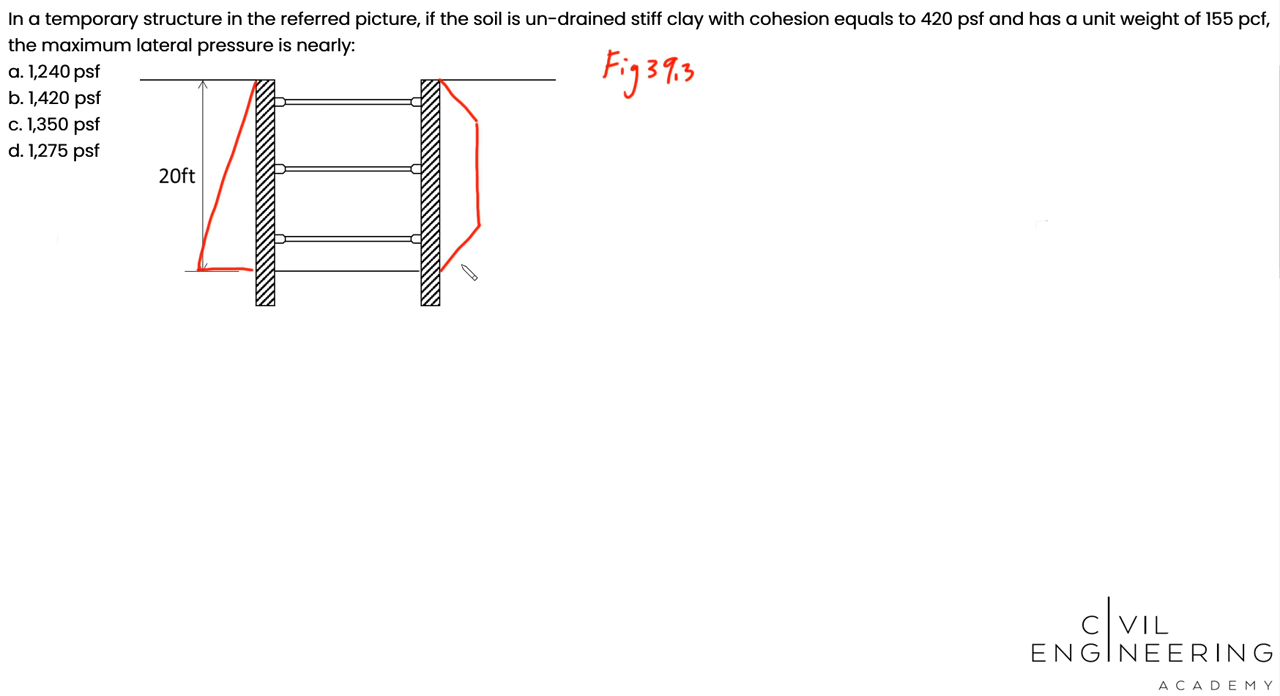 In a temporary structure in the referred picture, if the soil is un-drained stiff clay with cohesion equals to 420 psf and has a unit weight of 155 pcf,
the maximum lateral pressure is nearly:
a. 1,240 psf
b. 1,420 psf
c. 1,350 psf
d. 1,275 psf
Fig 39.3
20ft
CIVIL
ENGINEERING
ACADEMY